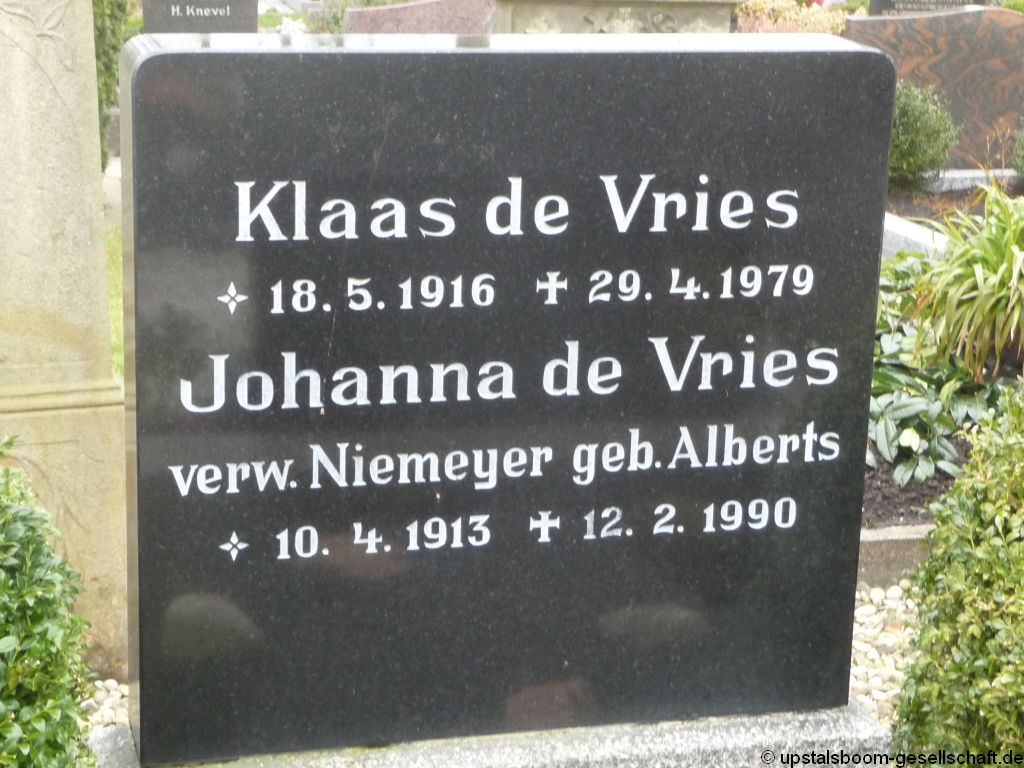 H. Knevel
Klaas de Vries
18. 5. 1916 29. 4. 1979
Johanna de Vries
verw. Niemeyer geb. Alberts
10. 4. 1913 12. 2. 1990
© upstalsboom-gesellschaft.de